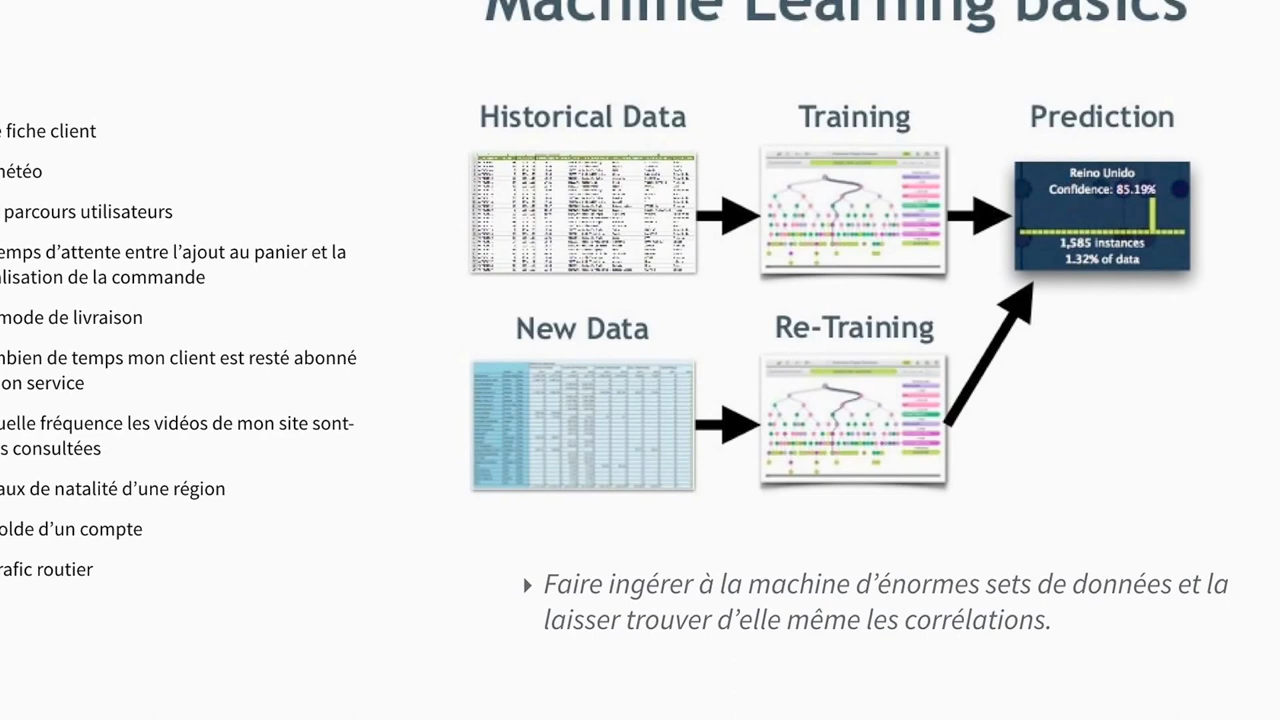 Machine Learning basics
fiche client
météo
parcours utilisateurs
temps d’attente entre l’ajout au panier et la
lisation de la commande
mode de livraison
mbien de temps mon client est resté abonné
on service
uelle fréquence les vidéos de mon site sont-
s consultées
aux de natalité d’une région
olde d’un compte
rafic routier
Historical Data
Training
Prediction
Reino Unido
Confidence: 85.19%
1,585 instances
1.32% of data
New Data
Re-Training
Faire ingérer à la machine d’énormes sets de données et la
laisser trouver d’elle même les corrélations.